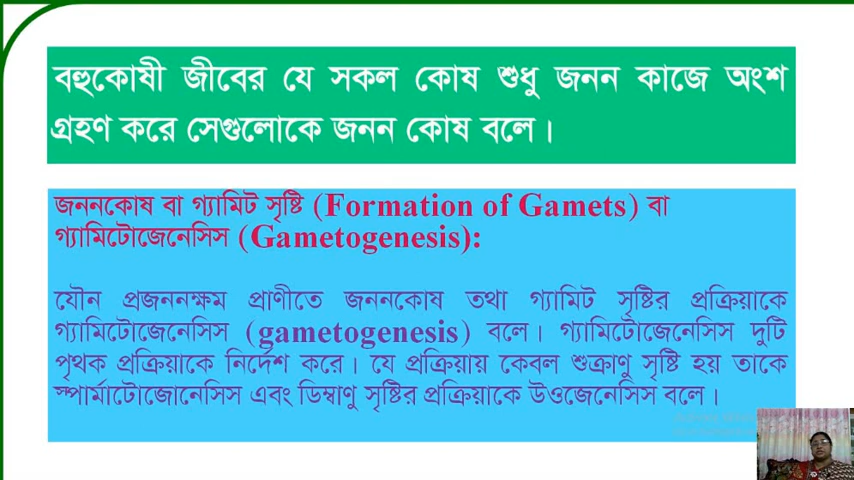 বহুকোষী জীবের যে সকল কোষ শুধু জনন কাজে অংশ
গ্রহণ করে সেগুলোকে জনন কোষ বলে।
জননকোষ বা গ্যামিট সৃষ্টি (Formation of Gamets) বা
গ্যামিটোজেনেসিস (Gametogenesis):
যৌন প্রজননক্ষম প্রাণীতে জননকোষ তথা গ্যামিট সৃষ্টির প্রক্রিয়াকে
গ্যামিটোজেনেসিস (gametogenesis) বলে। গ্যামিটোজেনেসিস দুটি
পৃথক প্রক্রিয়াকে নির্দেশ করে। যে প্রক্রিয়ায় কেবল শুক্রাণু সৃষ্টি হয় তাকে
স্পার্মাটোজোনেসিস এবং ডিম্বাণু সৃষ্টির প্রক্রিয়াকে উওজেনেসিস বলে।